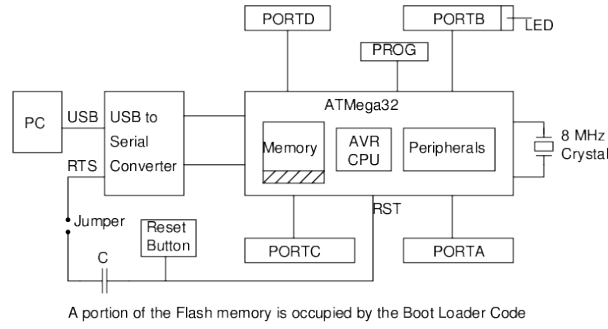 PORTD
PORTB
LED
PROG
ATMega32
PC
USB
USB to
Serial
Converter
Memory
AVR
CPU
Peripherals
8 MHz
Crystal
RTS
RST
Jumper
Reset
Button
PORTC
PORTA
C
A portion of the Flash memory is occupied by the Boot Loader Code